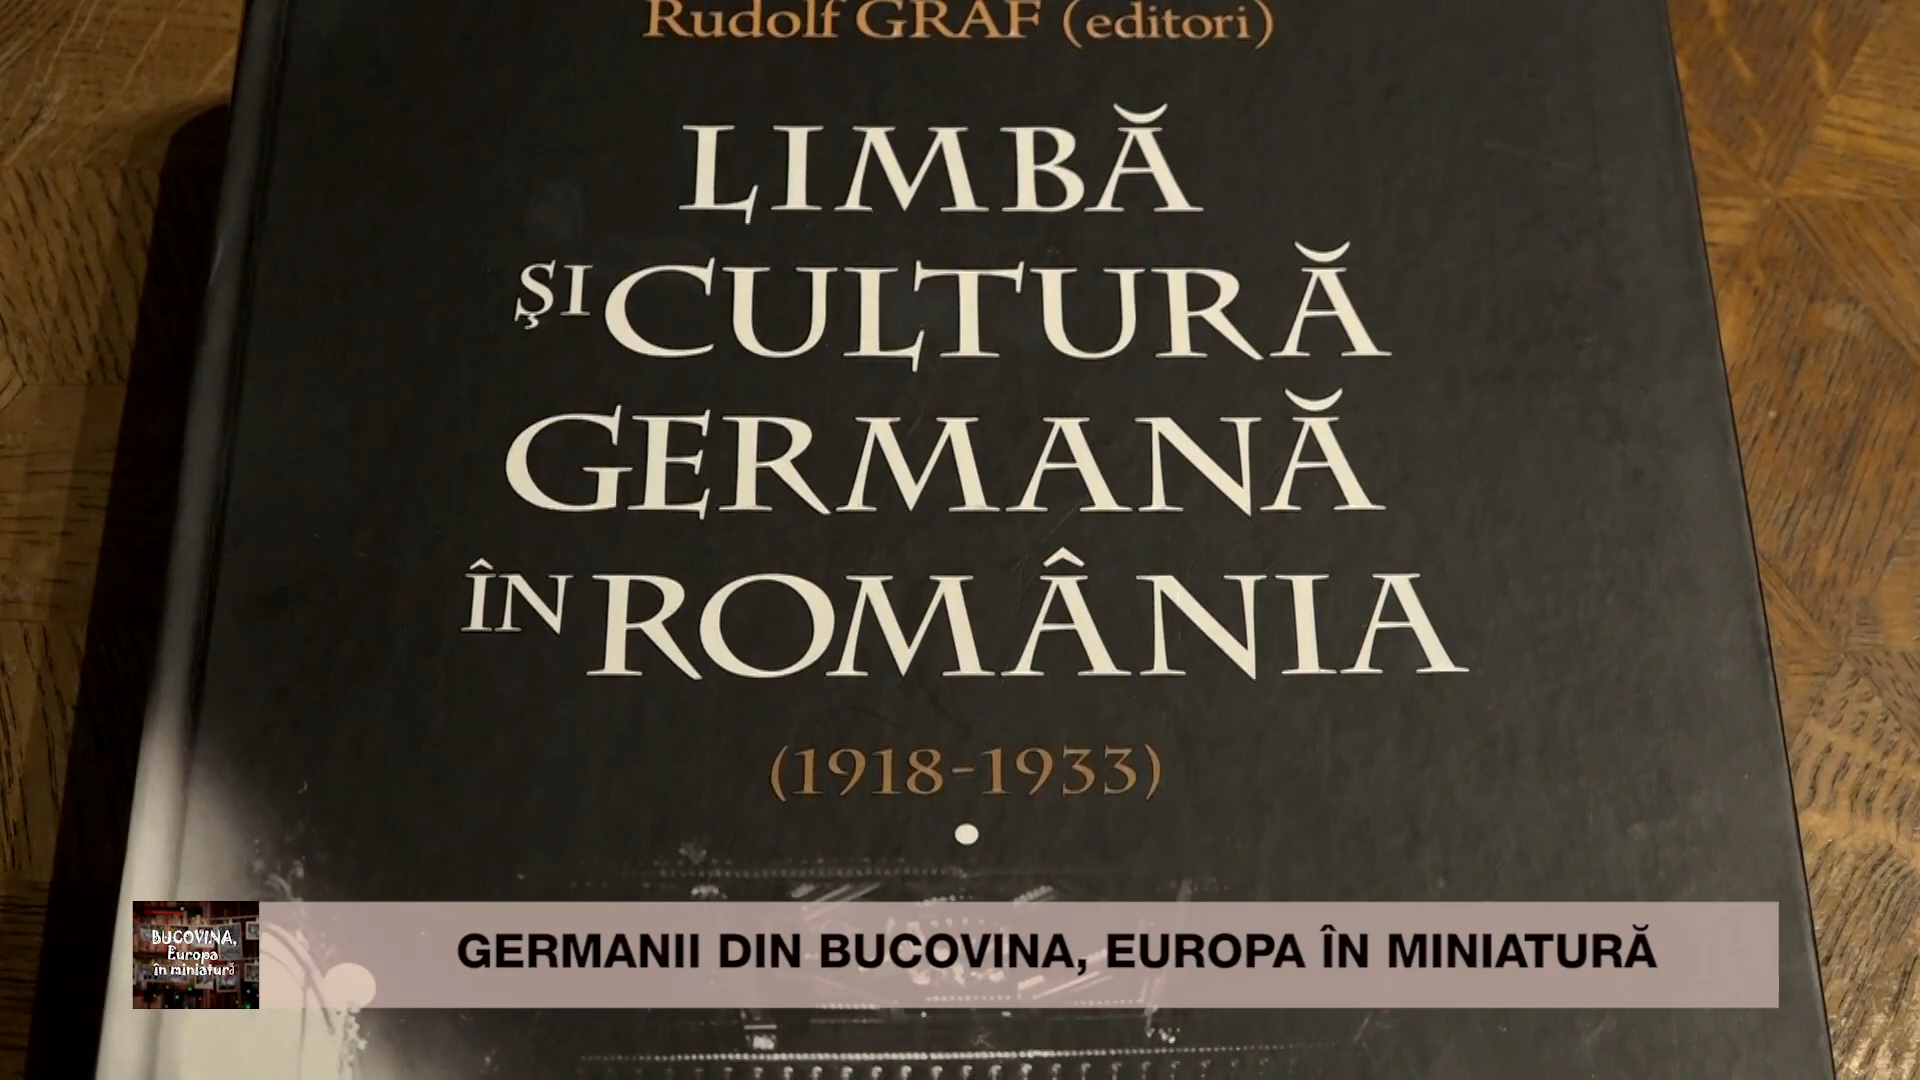 Rudolf GRAF (editori)
LIMBĂ
ŞI CULTURĂ
GERMANĂ
ÎN ROMÂNIA
(1918-1933)
BUCOVINA,
Europa
în miniatură
GERMANII DIN BUCOVINA, EUROPA ÎN MINIATURĂ